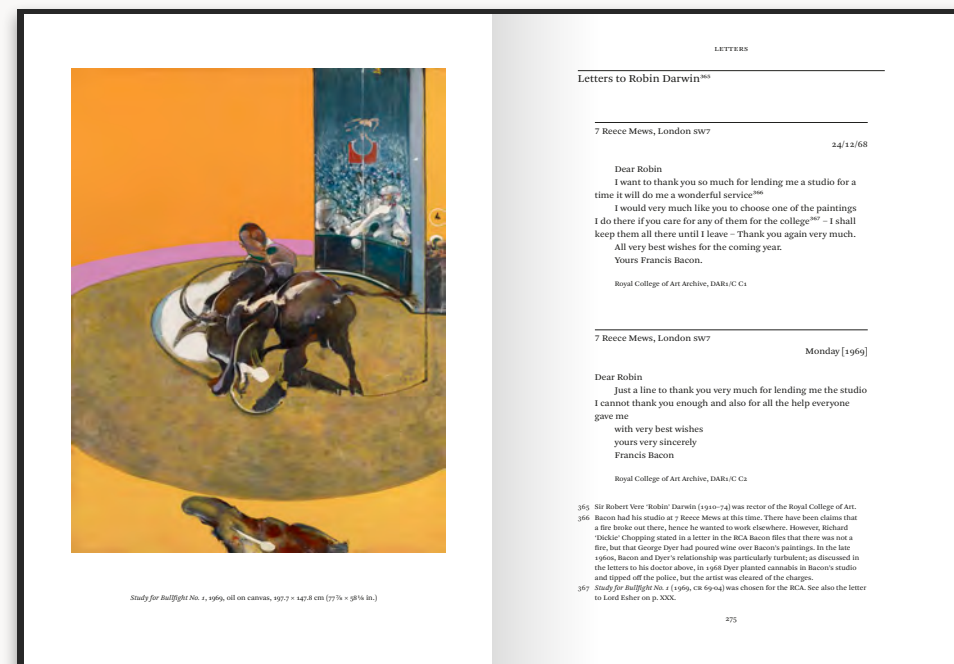 Study for Bullfight No. 1, 1969, oil on canvas, 197.7 × 147.8 cm (77⅞ × 58⅛ in.)
LETTERS
Letters to Robin Darwin³⁶⁵
7 Reece Mews, London SW7
24/12/68
Dear Robin
I want to thank you so much for lending me a studio for a
time it will do me a wonderful service³⁶⁶
I would very much like you to choose one of the paintings
I do there if you care for any of them for the college³⁶⁷ – I shall
keep them all there until I leave – Thank you again very much.
All very best wishes for the coming year.
Yours Francis Bacon.
Royal College of Art Archive, DAR1/C C1
7 Reece Mews, London SW7
Monday [1969]
Dear Robin
Just a line to thank you very much for lending me the studio
I cannot thank you enough and also for all the help everyone
gave me
with very best wishes
yours very sincerely
Francis Bacon
Royal College of Art Archive, DAR1/C C2
365 Sir Robert Vere ‘Robin’ Darwin (1910–74) was rector of the Royal College of Art.
366 Bacon had his studio at 7 Reece Mews at this time. There have been claims that
a fire broke out there, hence he wanted to work elsewhere. However, Richard
‘Dickie’ Chopping stated in a letter in the RCA Bacon files that there was not a
fire, but that George Dyer had poured wine over Bacon’s paintings. In the late
1960s, Bacon and Dyer’s relationship was particularly turbulent; as discussed in
the letters to his doctor above, in 1968 Dyer planted cannabis in Bacon’s studio
and tipped off the police, but the artist was cleared of the charges.
367 Study for Bullfight No. 1 (1969, CR 69-04) was chosen for the RCA. See also the letter
to Lord Esher on p. XXX.
275